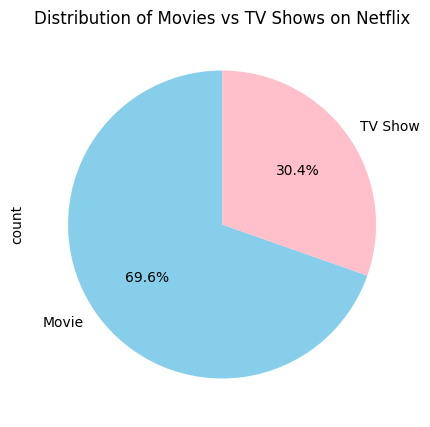 Distribution of Movies vs TV Shows on Netflix
TV Show
30.4%
count
69.6%
Movie